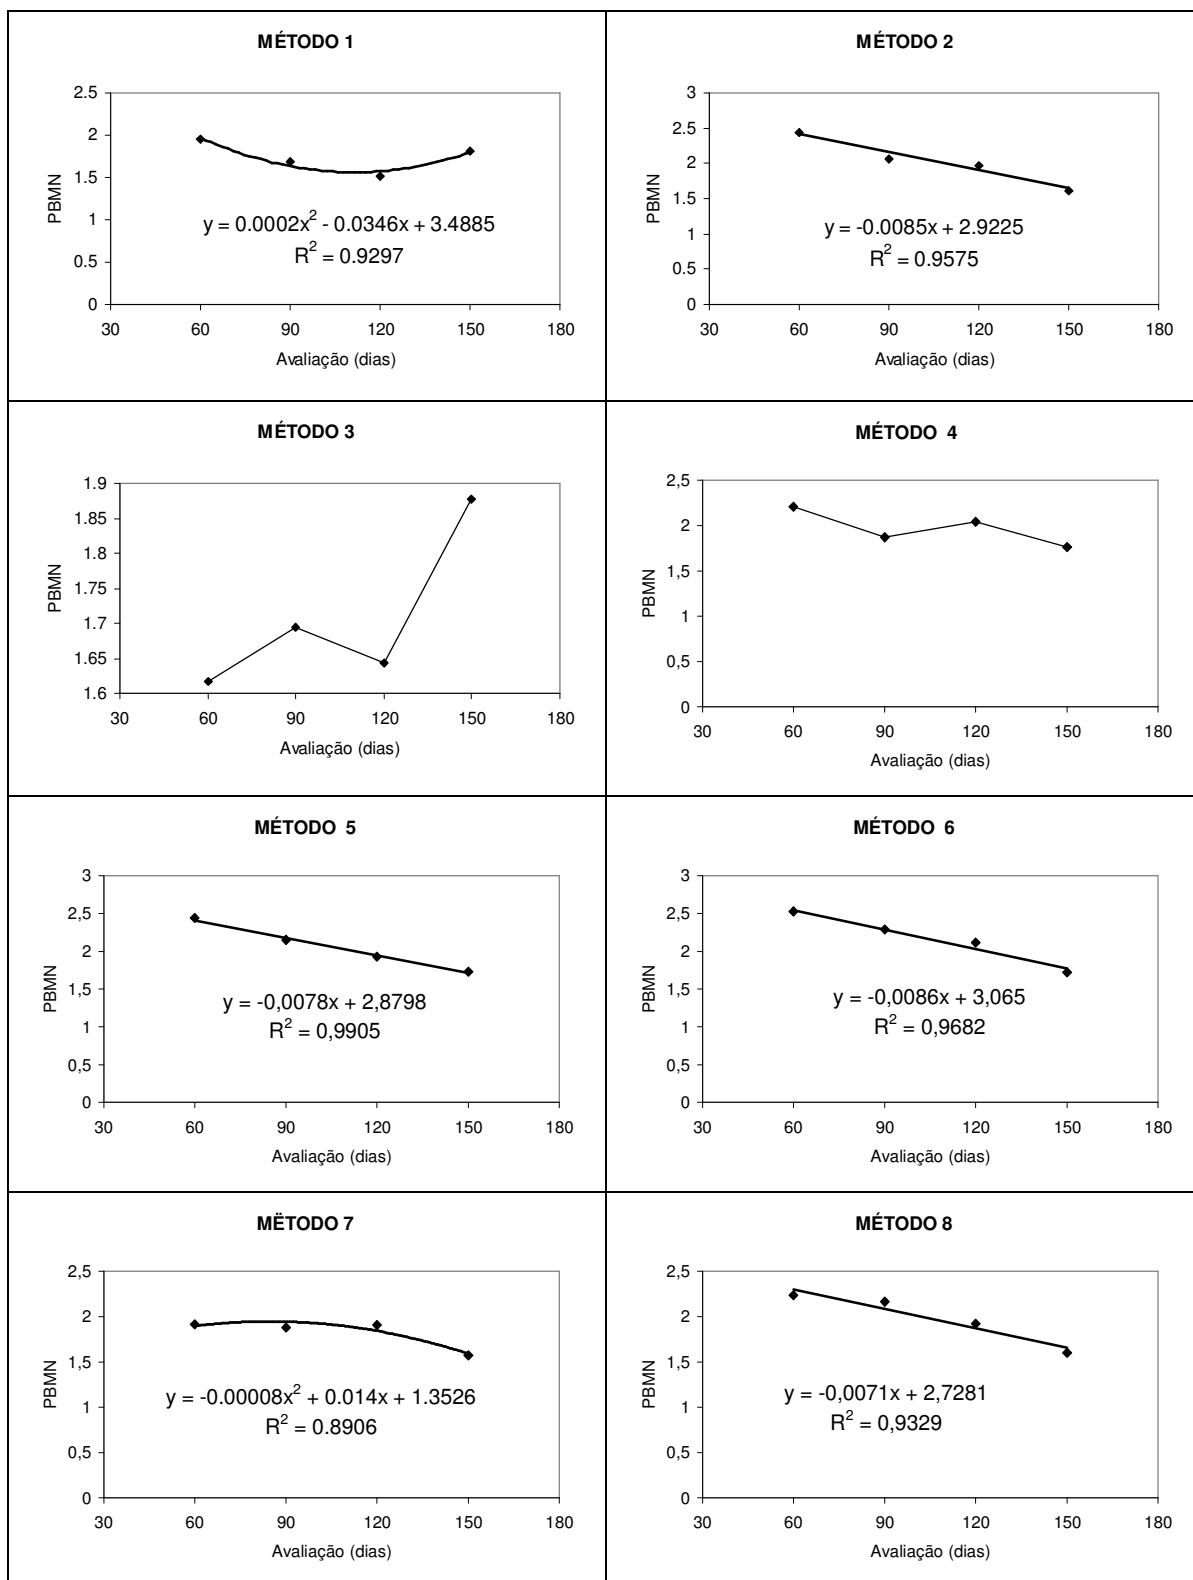 MÉTODO 1
2.5
2
1.5
1
0.5
0
PBMN
y = 0.0002x² - 0.0346x + 3.4885
R² = 0.9297
30 60 90 120 150 180
Avaliação (dias)
MÉTODO 2
3
2.5
2
1.5
1
0.5
0
PBMN
y = -0.0085x + 2.9225
R² = 0.9575
30 60 90 120 150 180
Avaliação (dias)
MÉTODO 3
1.9
1.85
1.8
1.75
1.7
1.65
1.6
PBMN
30 60 90 120 150 180
Avaliação (dias)
MÉTODO 4
2,5
2
1,5
1
0,5
0
PBMN
30 60 90 120 150 180
Avaliação (dias)
MÉTODO 5
3
2,5
2
1,5
1
0,5
0
PBMN
y = -0,0078x + 2,8798
R² = 0,9905
30 60 90 120 150 180
Avaliação (dias)
MÉTODO 6
3
2,5
2
1,5
1
0,5
0
PBMN
y = -0,0086x + 3,065
R² = 0,9682
30 60 90 120 150 180
Avaliação (dias)
MËTODO 7
2,5
2
1,5
1
0,5
0
PBMN
y = -0.00008x² + 0.014x + 1.3526
R² = 0.8906
30 60 90 120 150 180
Avaliação (dias)
MÉTODO 8
2,5
2
1,5
1
0,5
0
PBMN
y = -0,0071x + 2,7281
R² = 0,9329
30 60 90 120 150 180
Avaliação (dias)